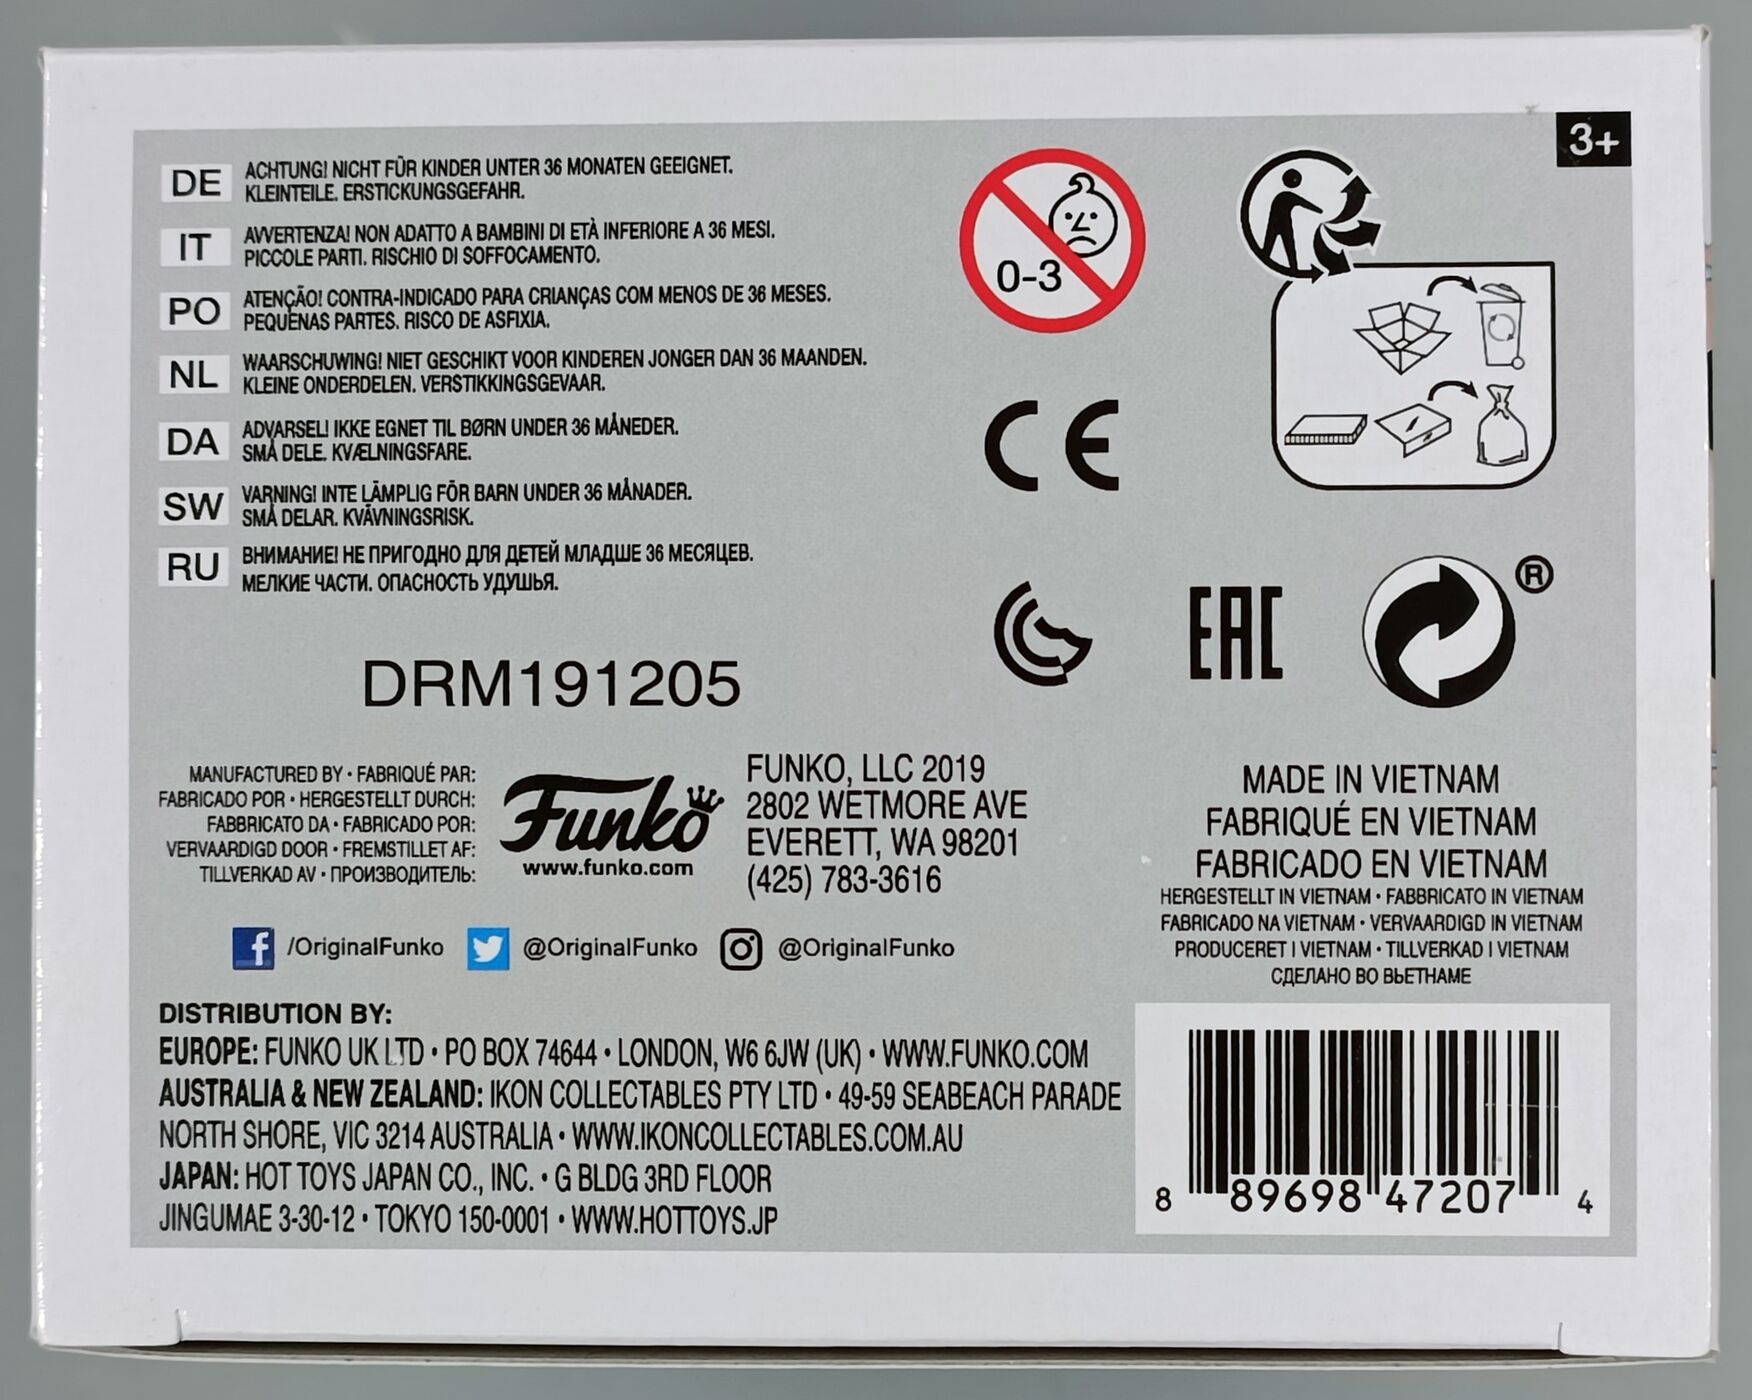 3+
DE
ACHTUNG! NICHT FÜR KINDER UNTER 36 MONATEN GEEIGNET.
KLEINTEILE. ERSTICKUNGSGEFAHR.
IT
AVVERTENZA! NON ADATTO A BAMBINI DI ETÀ INFERIORE A 36 MESI.
PICCOLE PARTI. RISCHIO DI SOFFOCAMENTO.
PO
ATENÇÃO! CONTRA-INDICADO PARA CRIANÇAS COM MENOS DE 36 MESES.
PEQUENAS PARTES. RISCO DE ASFIXIA.
NL
WAARSCHUWING! NIET GESCHIKT VOOR KINDEREN JONGER DAN 36 MAANDEN.
KLEINE ONDERDELEN. VERSTIKKINGSGEVAAR.
DA
ADVARSEL! IKKE EGNET TIL BØRN UNDER 36 MÅNEDER.
SMÅ DELE. KVÆLNINGSFARE.
SW
VARNING! INTE LÄMPLIG FÖR BARN UNDER 36 MÅNADER.
SMÅ DELAR. KVÄVNINGSRISK.
RU
ВНИМАНИЕ! НЕ ПРИГОДНО ДЛЯ ДЕТЕЙ МЛАДШЕ 36 МЕСЯЦЕВ.
МЕЛКИЕ ЧАСТИ. ОПАСНОСТЬ УДУШЬЯ.
0-3
CE
EAC
®
DRM191205
MANUFACTURED BY • FABRIQUÉ PAR:
FABRICADO POR • HERGESTELLT DURCH:
FABBRICATO DA • FABRICADO POR:
VERVAARDIGD DOOR • FREMSTILLET AF:
TILLVERKAD AV • ПРОИЗВОДИТЕЛЬ:
Funko
www.funko.com
FUNKO, LLC 2019
2802 WETMORE AVE
EVERETT, WA 98201
(425) 783-3616
MADE IN VIETNAM
FABRIQUÉ EN VIETNAM
FABRICADO EN VIETNAM
HERGESTELLT IN VIETNAM • FABBRICATO IN VIETNAM
FABRICADO NA VIETNAM • VERVAARDIGD IN VIETNAM
PRODUCERET I VIETNAM • TILLVERKAD I VIETNAM
СДЕЛАНО ВО ВЬЕТНАМЕ
f /OriginalFunko @OriginalFunko @OriginalFunko
DISTRIBUTION BY:
EUROPE: FUNKO UK LTD • PO BOX 74644 • LONDON, W6 6JW (UK) • WWW.FUNKO.COM
AUSTRALIA & NEW ZEALAND: IKON COLLECTABLES PTY LTD • 49-59 SEABEACH PARADE
NORTH SHORE, VIC 3214 AUSTRALIA • WWW.IKONCOLLECTABLES.COM.AU
JAPAN: HOT TOYS JAPAN CO., INC. • G BLDG 3RD FLOOR
JINGUMAE 3-30-12 • TOKYO 150-0001 • WWW.HOTTOYS.JP
8 89698 47207 4